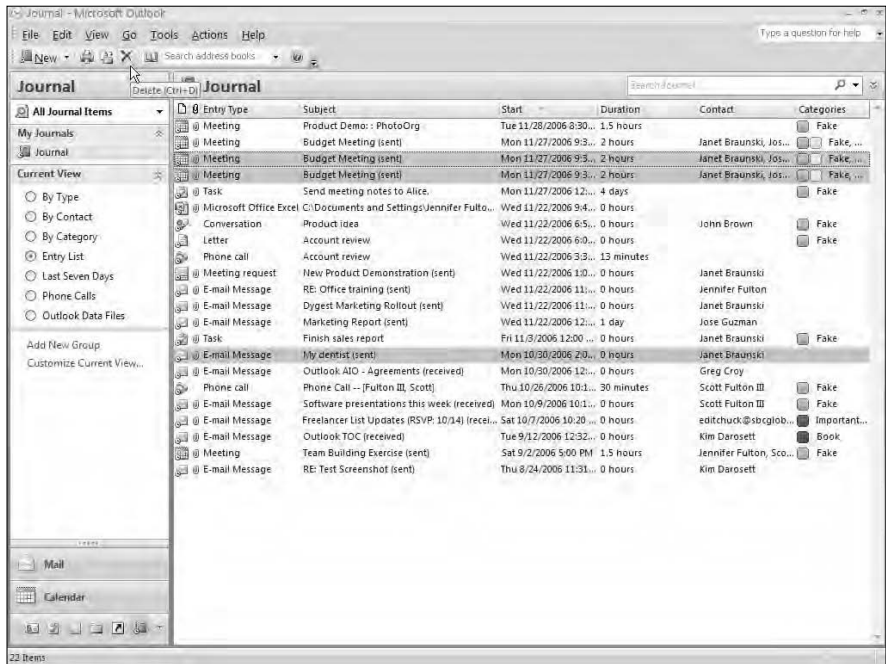 Journal - Microsoft Outlook
File Edit View Go Tools Actions Help
Type a question for help
New
Search address books
Journal
Delete (Ctrl+D)
Journal
Search Journal
All Journal Items
My Journals
Journal
Current View
By Type
By Contact
By Category
Entry List
Last Seven Days
Phone Calls
Outlook Data Files
Add New Group
Customize Current View...
Mail
Calendar
Entry Type Subject Start Duration Contact Categories
Meeting Product Demo: : PhotoOrg Tue 11/28/2006 8:30... 1.5 hours Fake
Meeting Budget Meeting (sent) Mon 11/27/2006 9:3... 2 hours Janet Braunski, Jos... Fake, ...
Meeting Budget Meeting (sent) Mon 11/27/2006 9:3... 2 hours Janet Braunski, Jos... Fake, ...
Meeting Budget Meeting (sent) Mon 11/27/2006 9:3... 2 hours Janet Braunski, Jos... Fake, ...
Task Send meeting notes to Alice. Mon 11/27/2006 12:... 4 days Fake
Microsoft Office Excel C:\Documents and Settings\Jennifer Fulto... Wed 11/22/2006 9:4... 0 hours
Conversation Product idea Wed 11/22/2006 6:5... 0 hours John Brown Fake
Letter Account review Wed 11/22/2006 6:0... 0 hours Fake
Phone call Account review Wed 11/22/2006 3:3... 13 minutes
Meeting request New Product Demonstration (sent) Wed 11/22/2006 1:0... 0 hours Janet Braunski
E-mail Message RE: Office training (sent) Wed 11/22/2006 11:... 0 hours Jennifer Fulton
E-mail Message Dygest Marketing Rollout (sent) Wed 11/22/2006 11:... 0 hours Janet Braunski
E-mail Message Marketing Report (sent) Wed 11/22/2006 12:... 1 day Jose Guzman
Task Finish sales report Fri 11/3/2006 12:00 ... 0 hours Janet Braunski Fake
E-mail Message My dentist (sent) Mon 10/30/2006 2:0... 0 hours Janet Braunski
E-mail Message Outlook AIO - Agreements (received) Mon 10/30/2006 12:... 0 hours Greg Croy
Phone call Phone Call -- [Fulton III, Scott] Thu 10/26/2006 10:1... 30 minutes Scott Fulton III Fake
E-mail Message Software presentations this week (received) Mon 10/9/2006 10:1... 0 hours Scott Fulton III Fake
E-mail Message Freelancer List Updates (RSVP: 10/14) (recei... Sat 10/7/2006 10:20 ... 0 hours editchuck@sbcglob... Important...
E-mail Message Outlook TOC (received) Tue 9/12/2006 12:32... 0 hours Kim Darosett Book
Meeting Team Building Exercise (sent) Sat 9/2/2006 5:00 PM 1.5 hours Jennifer Fulton, Sco... Fake
E-mail Message RE: Test Screenshot (sent) Thu 8/24/2006 11:31... 0 hours Kim Darosett
22 Items